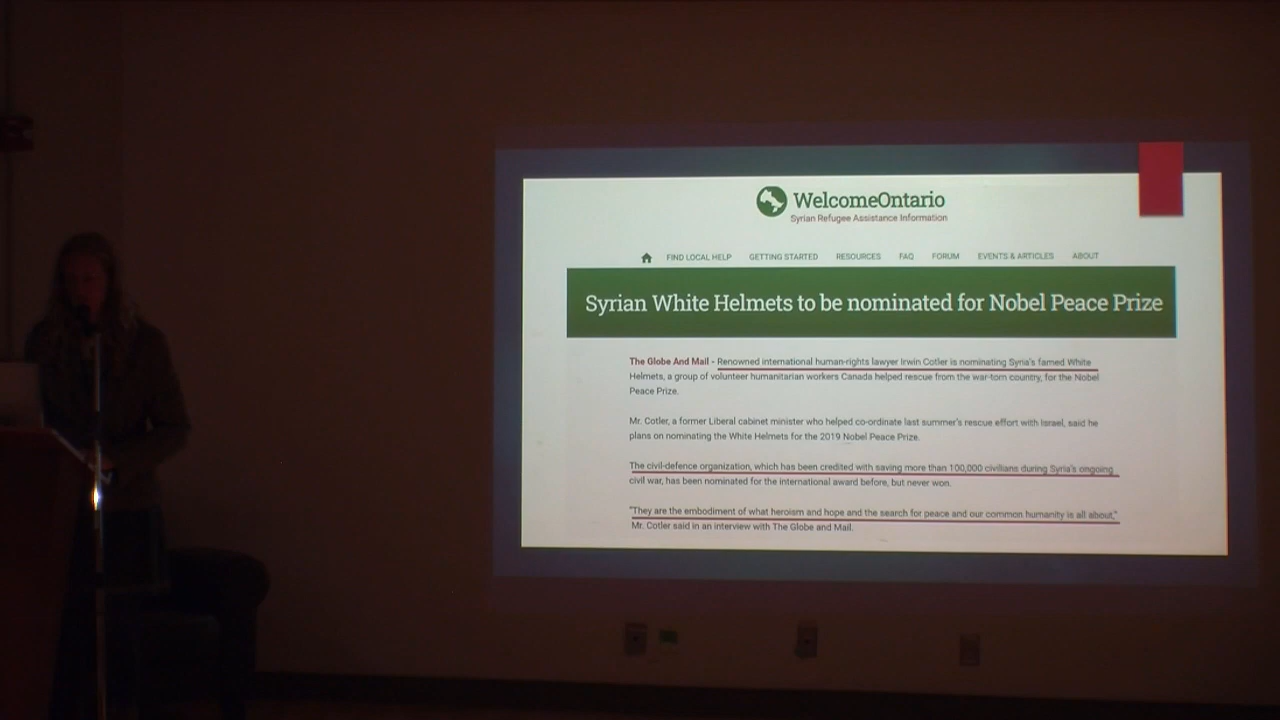 WelcomeOntario
Syrian Refugee Assistance Information
FIND LOCAL HELP GETTING STARTED RESOURCES FAQ FORUM EVENTS & ARTICLES ABOUT
Syrian White Helmets to be nominated for Nobel Peace Prize
The Globe And Mail - Renowned international human-rights lawyer Irwin Cotler is nominating Syria's famed White
Helmets, a group of volunteer humanitarian workers Canada helped rescue from the war-torn country, for the Nobel
Peace Prize.
Mr. Cotler, a former Liberal cabinet minister who helped co-ordinate last summer's rescue effort with Israel, said he
plans on nominating the White Helmets for the 2019 Nobel Peace Prize.
The civil-defence organization, which has been credited with saving more than 100,000 civilians during Syria's ongoing
civil war, has been nominated for the international award before, but never won.
"They are the embodiment of what heroism and hope and the search for peace and our common humanity is all about,"
Mr. Cotler said in an interview with The Globe and Mail.